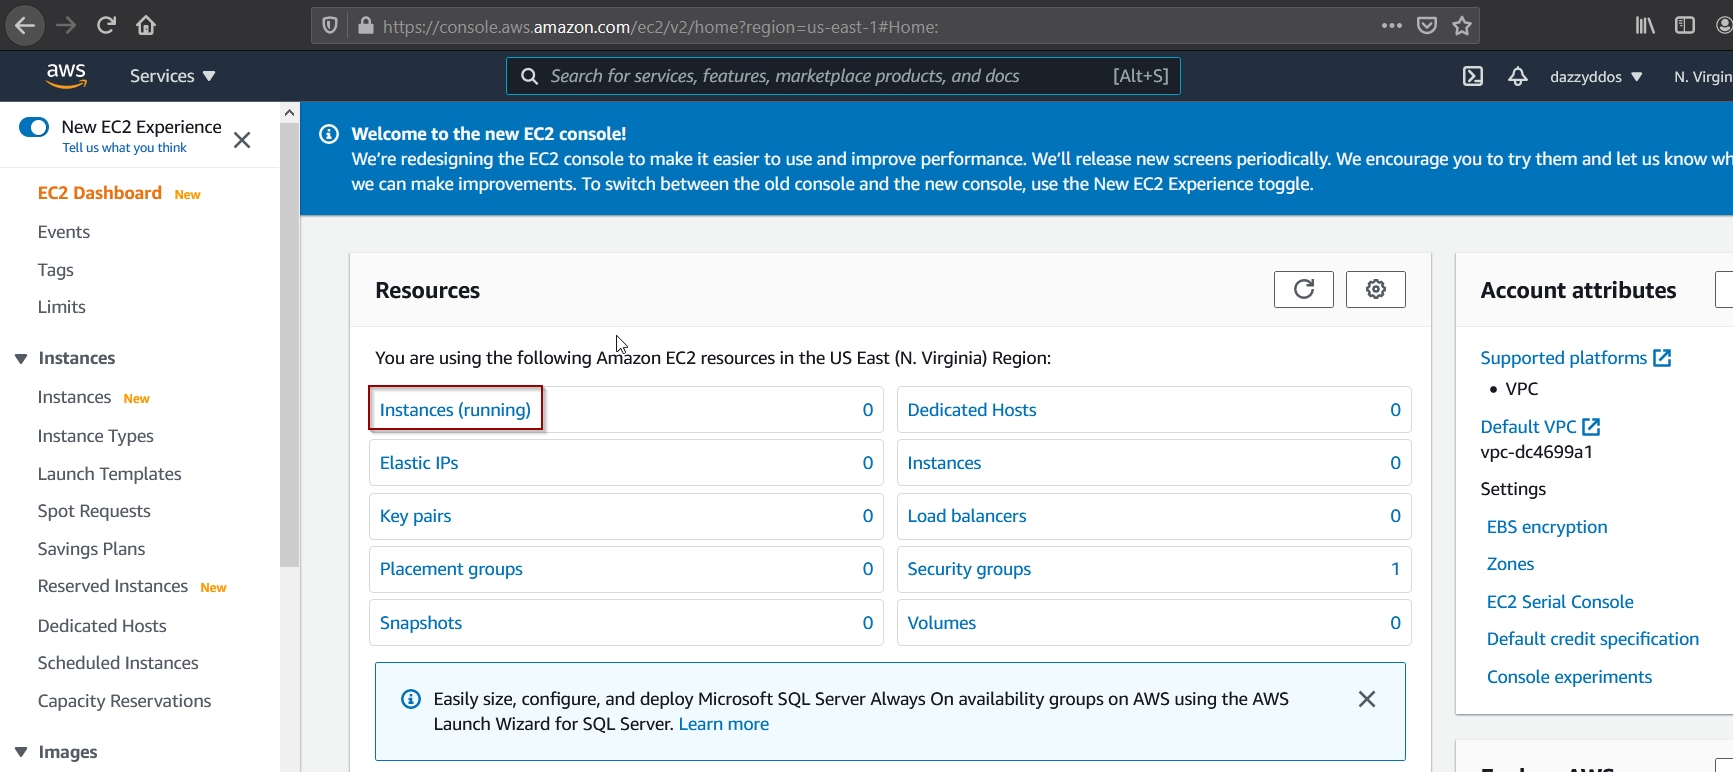 https://console.aws.amazon.com/ec2/v2/home?region=us-east-1#Home:
aws
Services
Search for services, features, marketplace products, and docs
[Alt+S]
dazzyddos
N. Virgin
New EC2 Experience
Tell us what you think
EC2 Dashboard New
Events
Tags
Limits
Instances
Instances New
Instance Types
Launch Templates
Spot Requests
Savings Plans
Reserved Instances New
Dedicated Hosts
Scheduled Instances
Capacity Reservations
Images
Welcome to the new EC2 console!
We're redesigning the EC2 console to make it easier to use and improve performance. We'll release new screens periodically. We encourage you to try them and let us know wh
we can make improvements. To switch between the old console and the new console, use the New EC2 Experience toggle.
Resources
You are using the following Amazon EC2 resources in the US East (N. Virginia) Region:
Instances (running) 0
Dedicated Hosts 0
Elastic IPs 0
Instances 0
Key pairs 0
Load balancers 0
Placement groups 0
Security groups 1
Snapshots 0
Volumes 0
Easily size, configure, and deploy Microsoft SQL Server Always On availability groups on AWS using the AWS
Launch Wizard for SQL Server. Learn more
Account attributes
Supported platforms
• VPC
Default VPC
vpc-dc4699a1
Settings
EBS encryption
Zones
EC2 Serial Console
Default credit specification
Console experiments